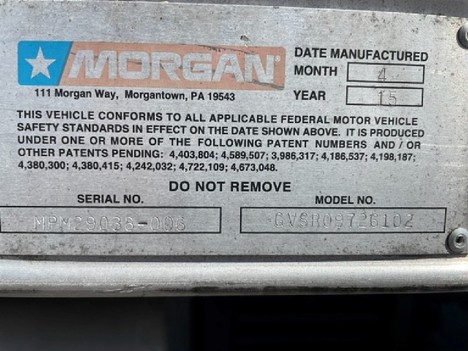 MORGAN
111 Morgan Way, Morgantown, PA 19543
DATE MANUFACTURED
MONTH 4
YEAR 15
THIS VEHICLE CONFORMS TO ALL APPLICABLE FEDERAL MOTOR VEHICLE
SAFETY STANDARDS IN EFFECT ON THE DATE SHOWN ABOVE. IT IS PRODUCED
UNDER ONE OR MORE OF THE FOLLOWING PATENT NUMBERS AND / OR
OTHER PATENTS PENDING: 4,403,804; 4,589,507; 3,986,317; 4,186,537; 4,198,187;
4,380,300; 4,380,415; 4,242,032; 4,722,109; 4,673,048.
DO NOT REMOVE
SERIAL NO.
MODEL NO.